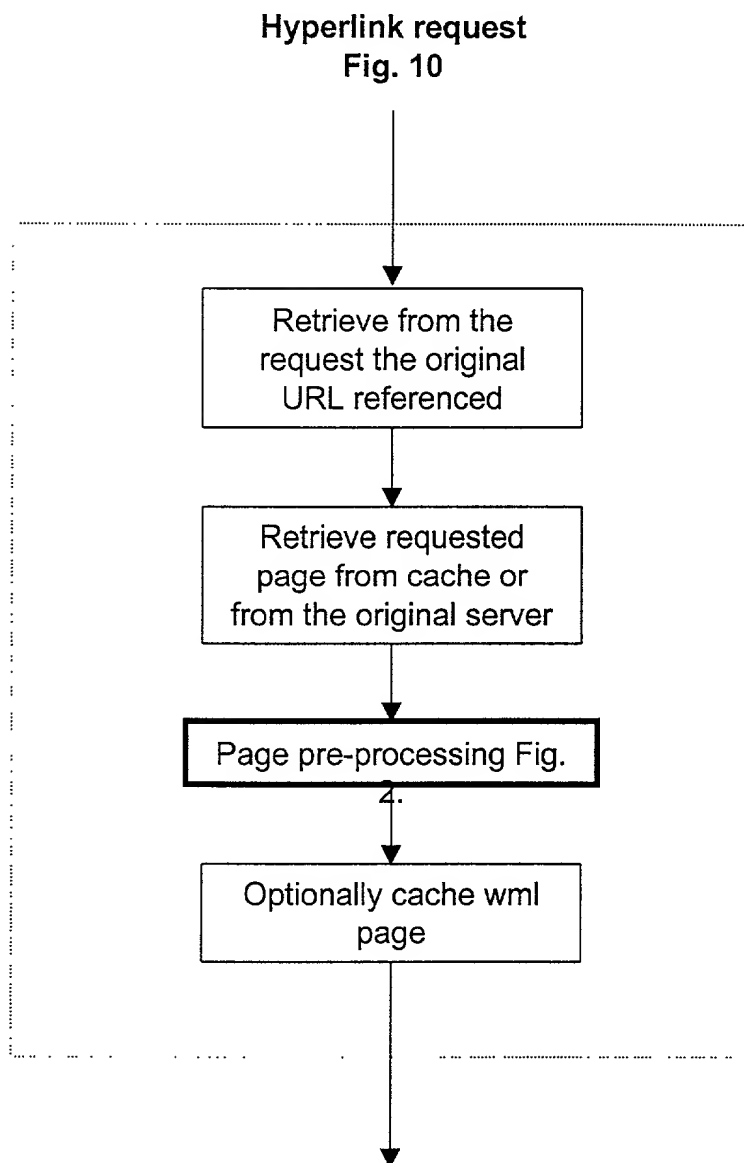 Hyperlink request
Fig. 10
Retrieve from the
request the original
URL referenced
Retrieve requested
page from cache or
from the original server
Page pre-processing Fig.
2.
Optionally cache wml
page